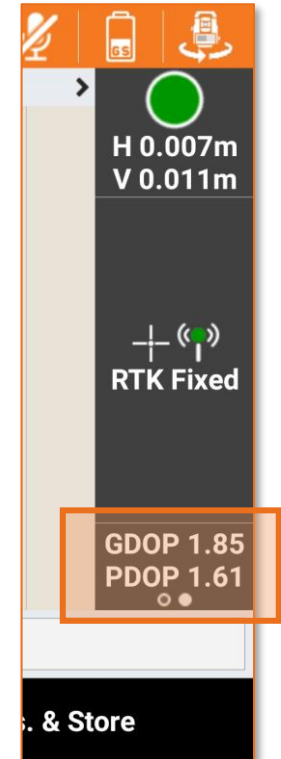 GS
H 0.007m
V 0.011m
RTK Fixed
GDOP 1.85
PDOP 1.61
. & Store